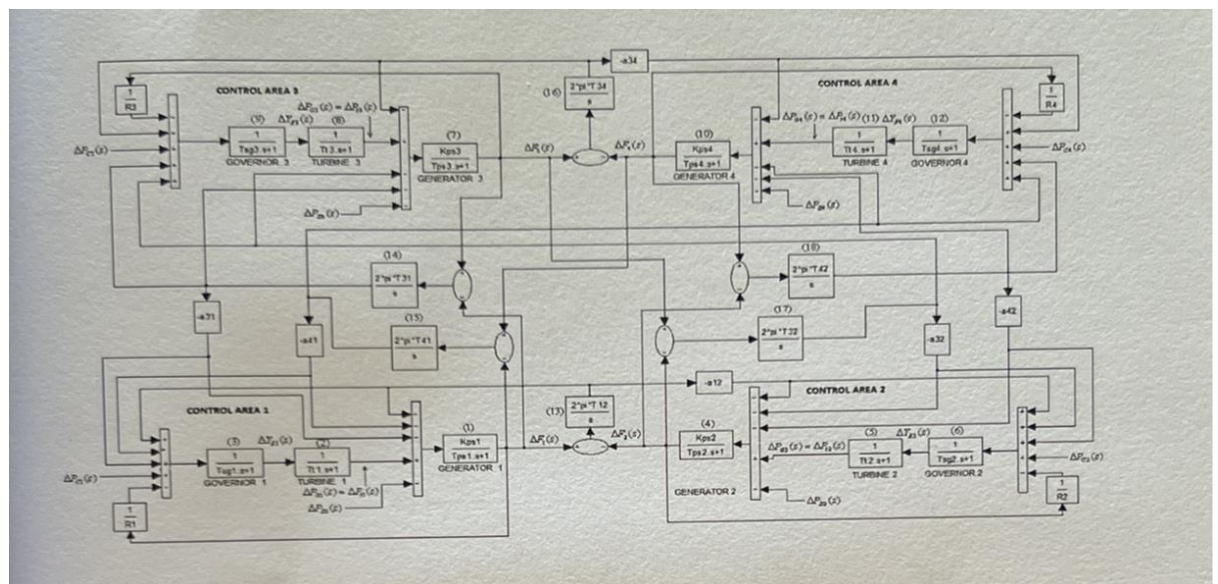 -a34
2*pi*T34
s
(16)
1
R3
CONTROL AREA 3
CONTROL AREA 4
1
R4
ΔP_G3(s) = ΔP_t3(s)
(9)
(8)
1
Tsg3.s+1
GOVERNOR 3
1
Tt3.s+1
TURBINE 3
(7)
Kps3
Tps3.s+1
GENERATOR 3
(10)
Kps4
Tps4.s+1
GENERATOR 4
(11)
1
Tt4.s+1
TURBINE 4
(12)
1
Tsg4.s+1
GOVERNOR 4
ΔP_C4(s)
ΔP_C3(s)
ΔP_D3(s)
ΔP_D4(s)
(14)
2*pi*T31
s
(18)
2*pi*T42
s
-a31
-a41
(15)
2*pi*T41
s
(17)
2*pi*T32
s
-a32
-a42
-a12
CONTROL AREA 1
CONTROL AREA 2
(13)
2*pi*T12
s
(3)
(2)
1
Tsg1.s+1
GOVERNOR 1
1
Tt1.s+1
TURBINE 1
(1)
Kps1
Tps1.s+1
GENERATOR 1
ΔF₁(s)
ΔF₂(s)
(4)
Kps2
Tps2.s+1
GENERATOR 2
(5)
1
Tt2.s+1
TURBINE 2
(6)
1
Tsg2.s+1
GOVERNOR 2
ΔP_C2(s)
ΔP_C1(s)
ΔP_D1(s)
ΔP_D2(s)
1
R1
1
R2